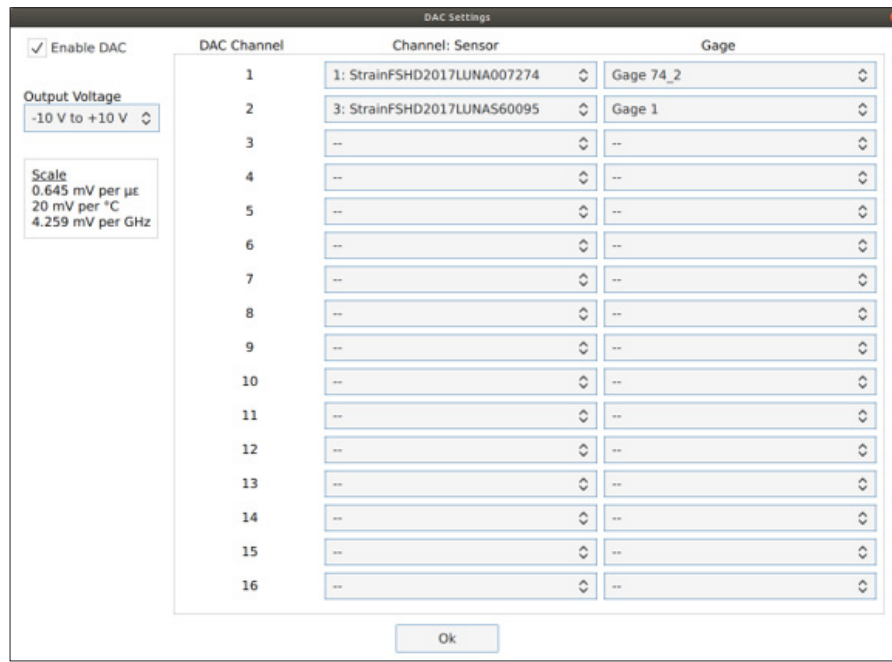 DAC Settings
Enable DAC
Output Voltage
-10 V to +10 V
Scale
0.645 mV per με
20 mV per °C
4.259 mV per GHz
DAC Channel Channel: Sensor Gage
1 1: StrainFSHD2017LUNA007274 Gage 74_2
2 3: StrainFSHD2017LUNAS60095 Gage 1
3 -- --
4 -- --
5 -- --
6 -- --
7 -- --
8 -- --
9 -- --
10 -- --
11 -- --
12 -- --
13 -- --
14 -- --
15 -- --
16 -- --
Ok